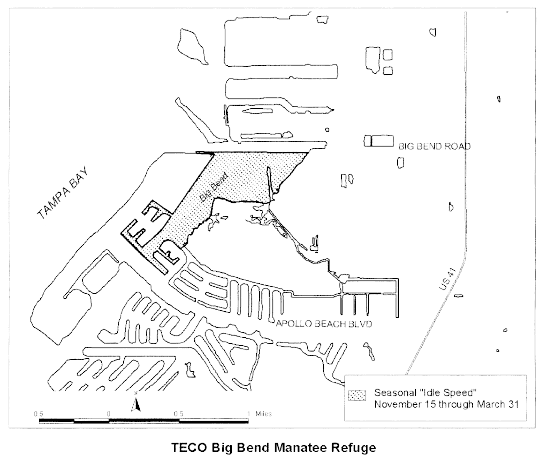 BIG BEND ROAD
TAMPA BAY
Big Bend
US 41
APOLLO BEACH BLVD
Seasonal "Idle Speed"
November 15 through March 31
0.5 0 0.5 1 Miles
TECO Big Bend Manatee Refuge